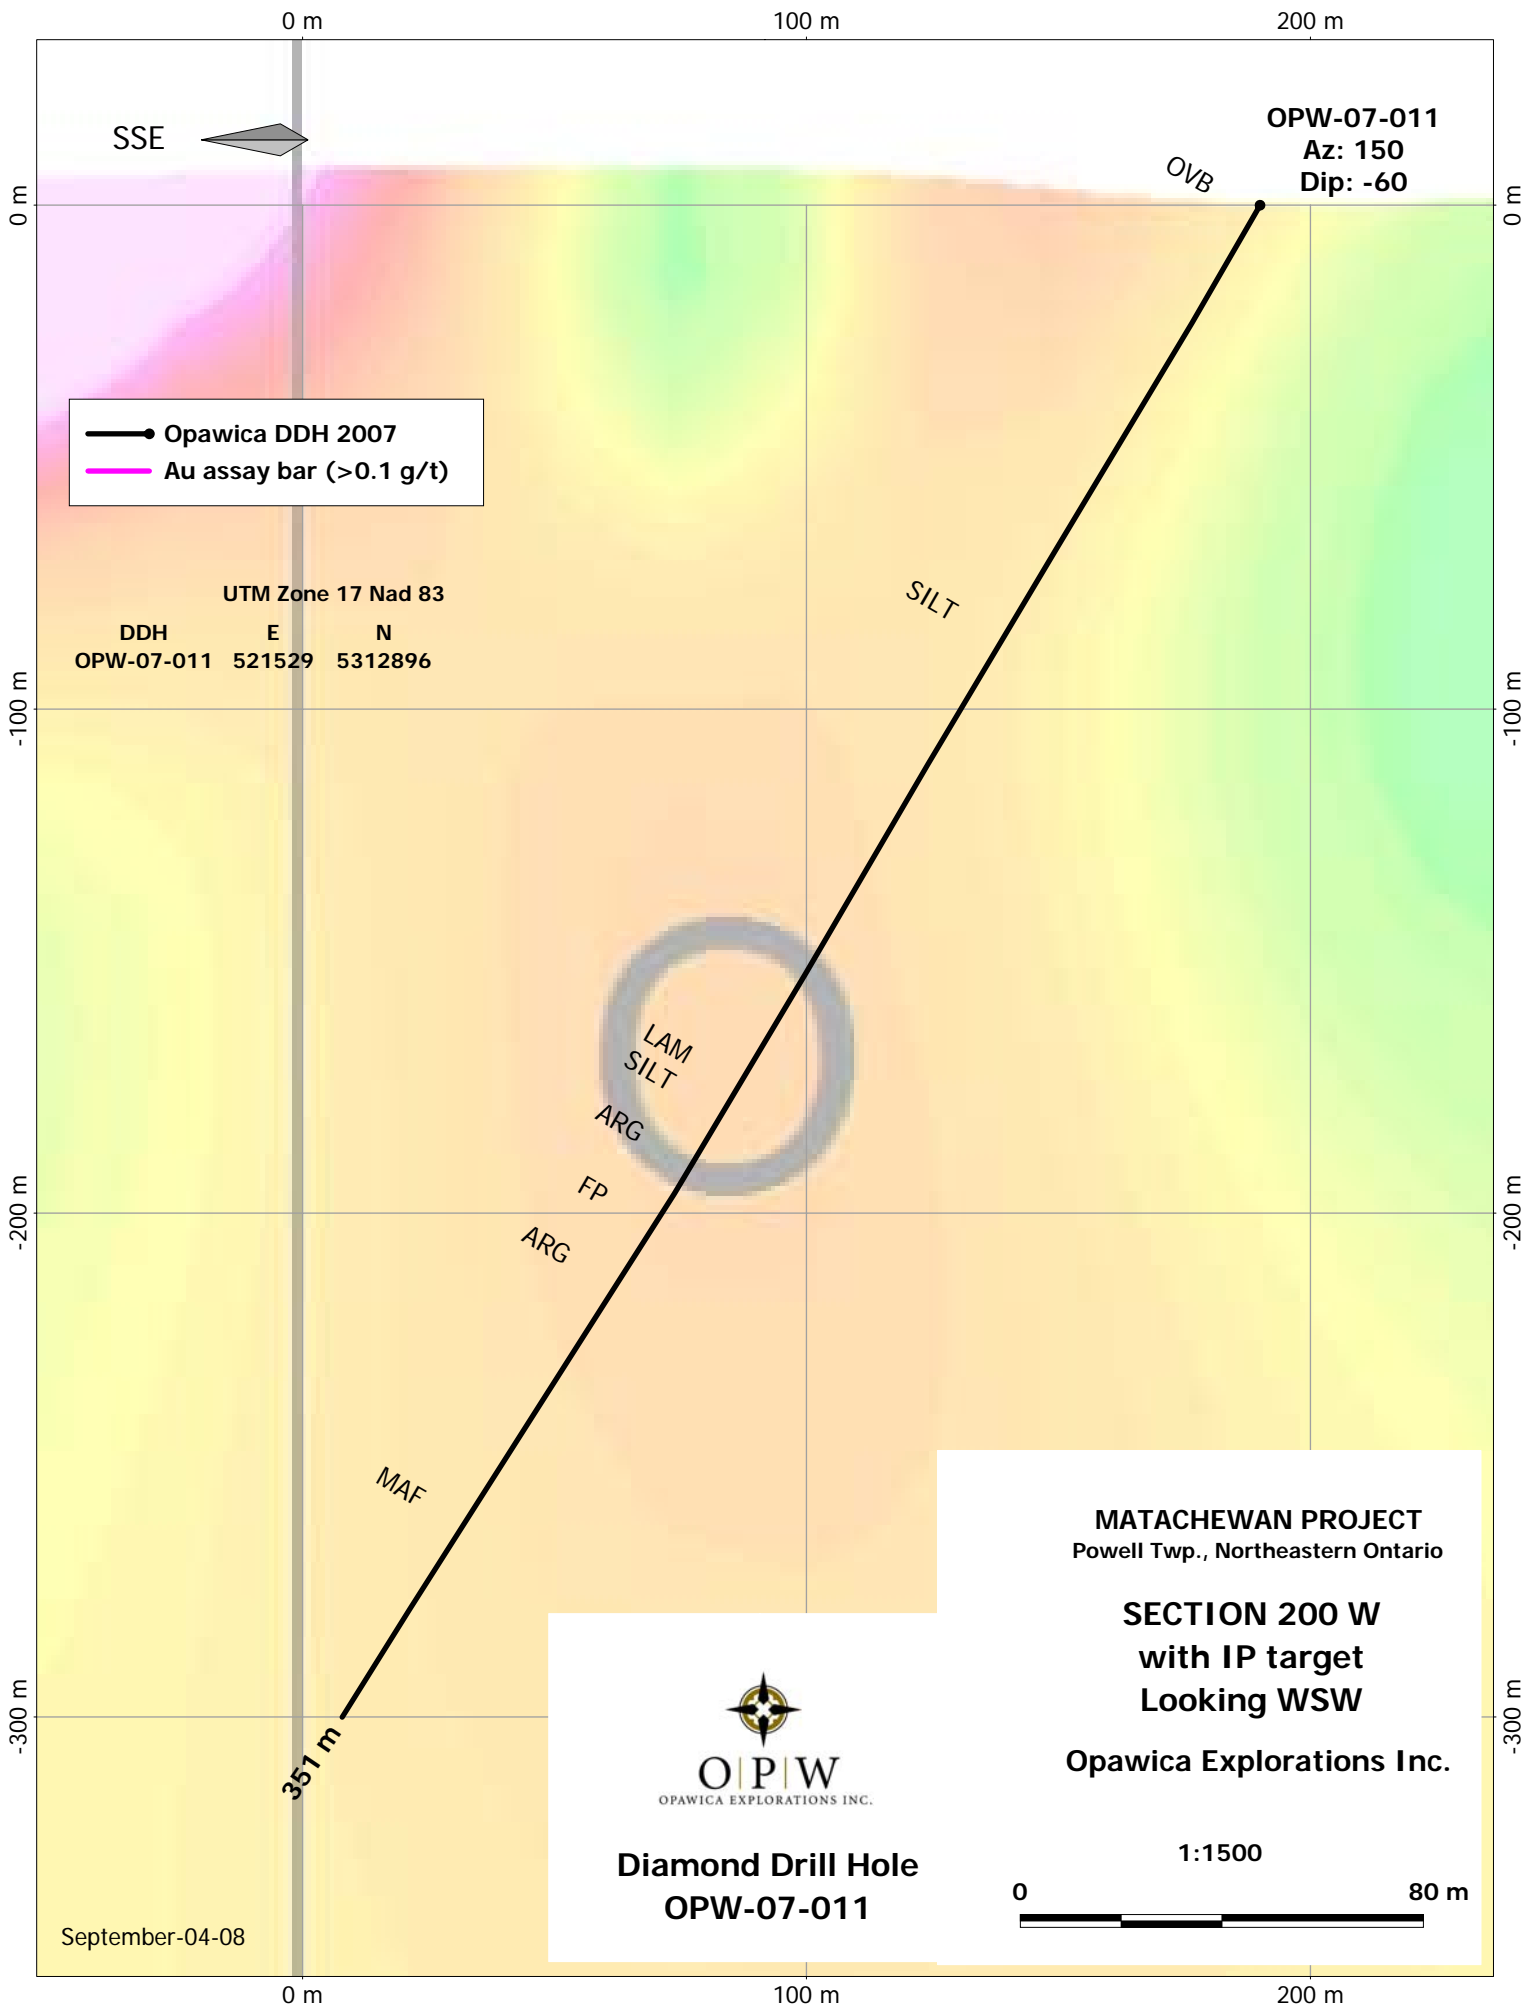 0 m
100 m
200 m
SSE
OPW-07-011
Az: 150
Dip: -60
OVB
0 m
0 m
Opawica DDH 2007
Au assay bar (>0.1 g/t)
UTM Zone 17 Nad 83
DDH E N
OPW-07-011 521529 5312896
SILT
-100 m
-100 m
LAM
SILT
ARG
FP
ARG
-200 m
-200 m
MAF
351 m
-300 m
-300 m
MATACHEWAN PROJECT
Powell Twp., Northeastern Ontario
SECTION 200 W
with IP target
Looking WSW
Opawica Explorations Inc.
1:1500
0 80 m
O|P|W
OPAWICA EXPLORATIONS INC.
Diamond Drill Hole
OPW-07-011
September-04-08
0 m
100 m
200 m